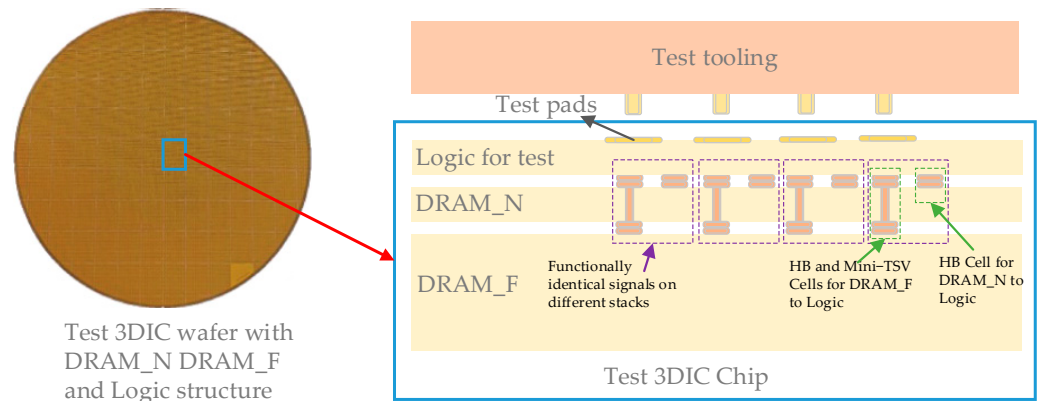 Test tooling
Test pads
Logic for test
DRAM_N
DRAM_F
Functionally
identical signals on
different stacks
HB and Mini–TSV
Cells for DRAM_F
to Logic
HB Cell for
DRAM_N to
Logic
Test 3DIC Chip
Test 3DIC wafer with
DRAM_N DRAM_F
and Logic structure